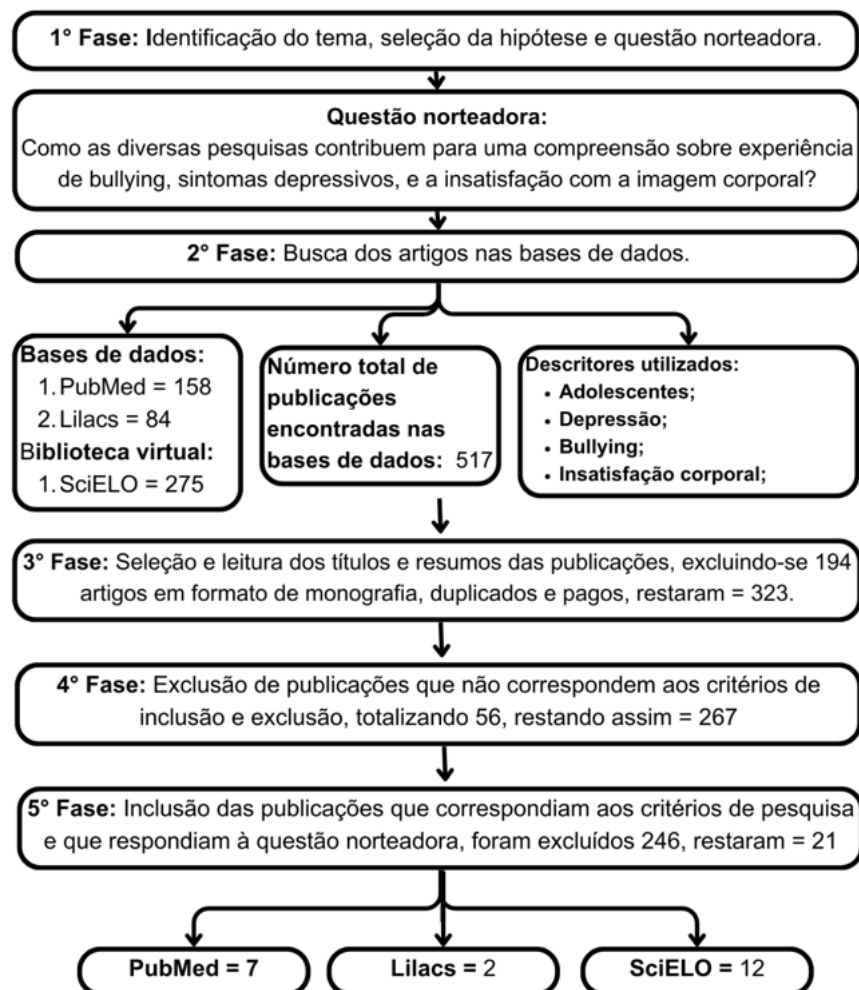 1° Fase: Identificação do tema, seleção da hipótese e questão norteadora.
Questão norteadora:
Como as diversas pesquisas contribuem para uma compreensão sobre experiência
de bullying, sintomas depressivos, e a insatisfação com a imagem corporal?
2° Fase: Busca dos artigos nas bases de dados.
Bases de dados:
1. PubMed = 158
2. Lilacs = 84
Biblioteca virtual:
1. SciELO = 275
Número total de
publicações
encontradas nas
bases de dados: 517
Descritores utilizados:
• Adolescentes;
• Depressão;
• Bullying;
• Insatisfação corporal;
3° Fase: Seleção e leitura dos títulos e resumos das publicações, excluindo-se 194
artigos em formato de monografia, duplicados e pagos, restaram = 323.
4° Fase: Exclusão de publicações que não correspondem aos critérios de
inclusão e exclusão, totalizando 56, restando assim = 267
5° Fase: Inclusão das publicações que correspondiam aos critérios de pesquisa
e que respondiam à questão norteadora, foram excluídos 246, restaram = 21
PubMed = 7
Lilacs = 2
SciELO = 12